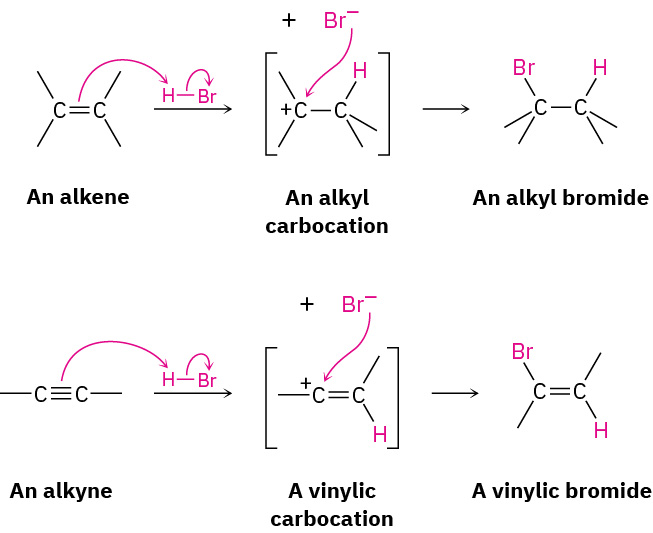 + Br−
H
H—Br
C=C
+C—C
Br H
C—C
An alkene
An alkyl
carbocation
An alkyl bromide
+ Br−
H—Br
C≡C
+
C=C
H
Br
C=C
H
An alkyne
A vinylic
carbocation
A vinylic bromide